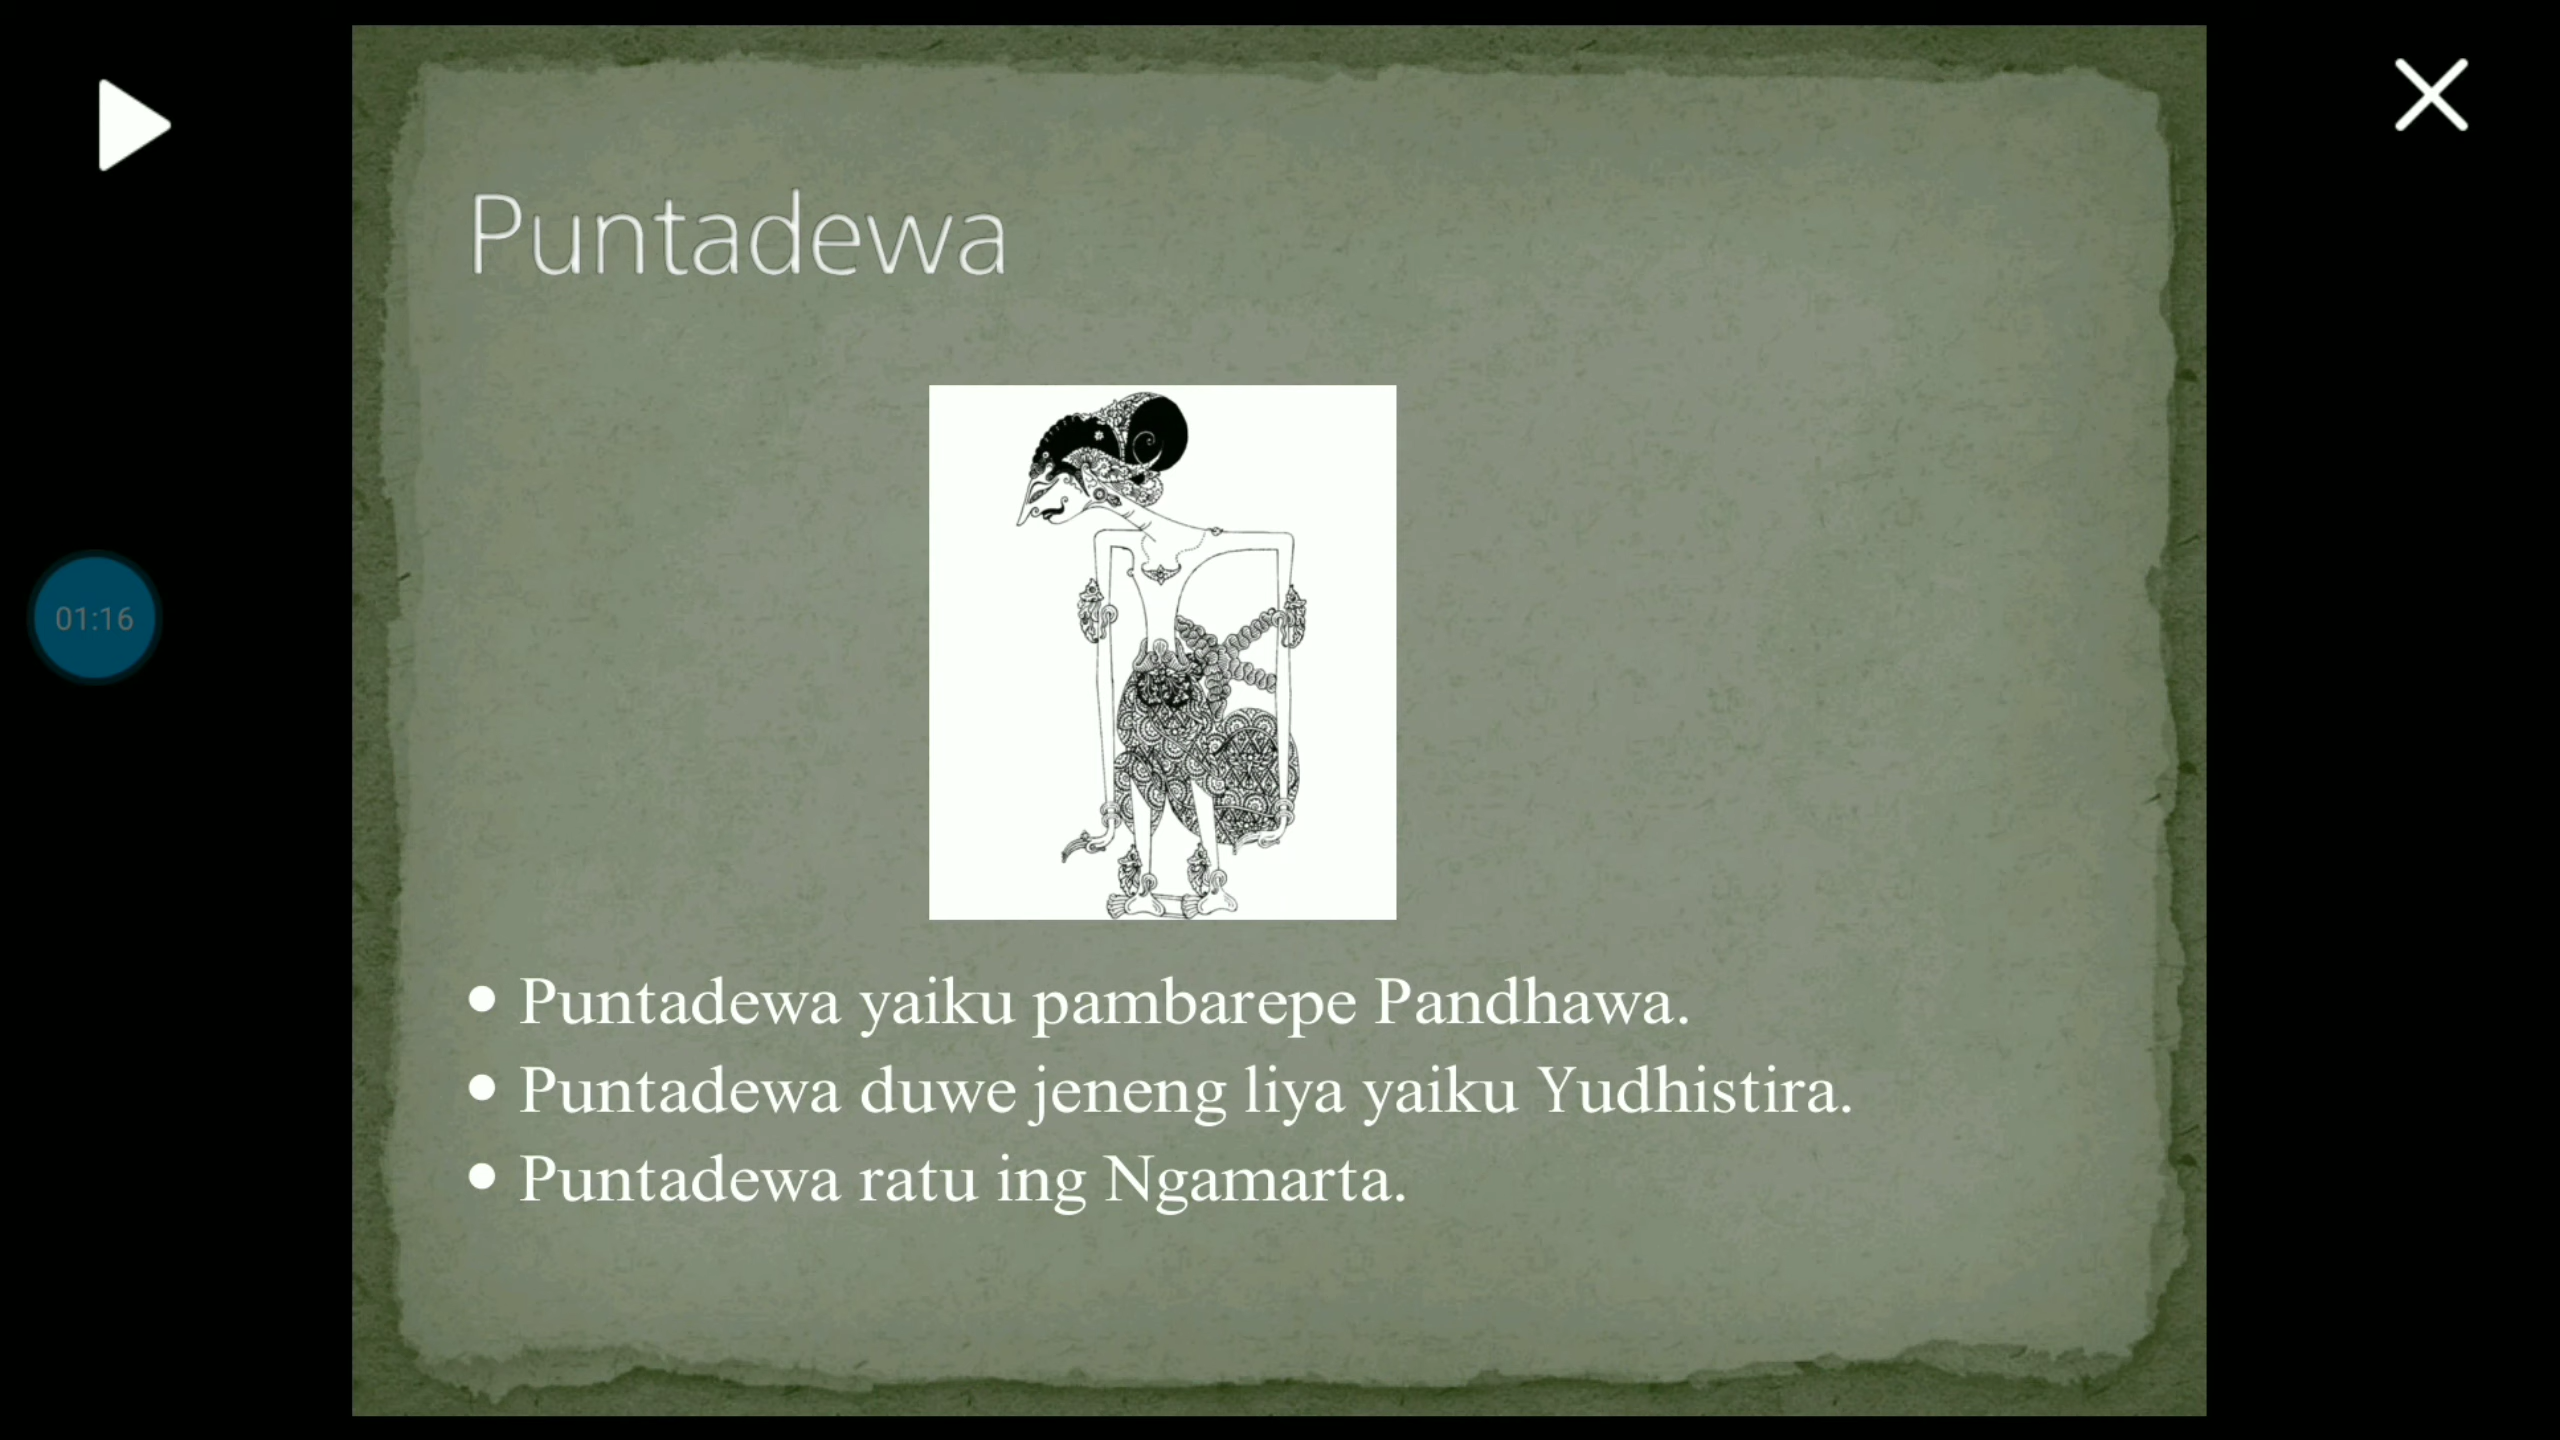 Puntadewa
01:16
• Puntadewa yaiku pambarepe Pandhawa.
• Puntadewa duwe jeneng liya yaiku Yudhistira.
• Puntadewa ratu ing Ngamarta.